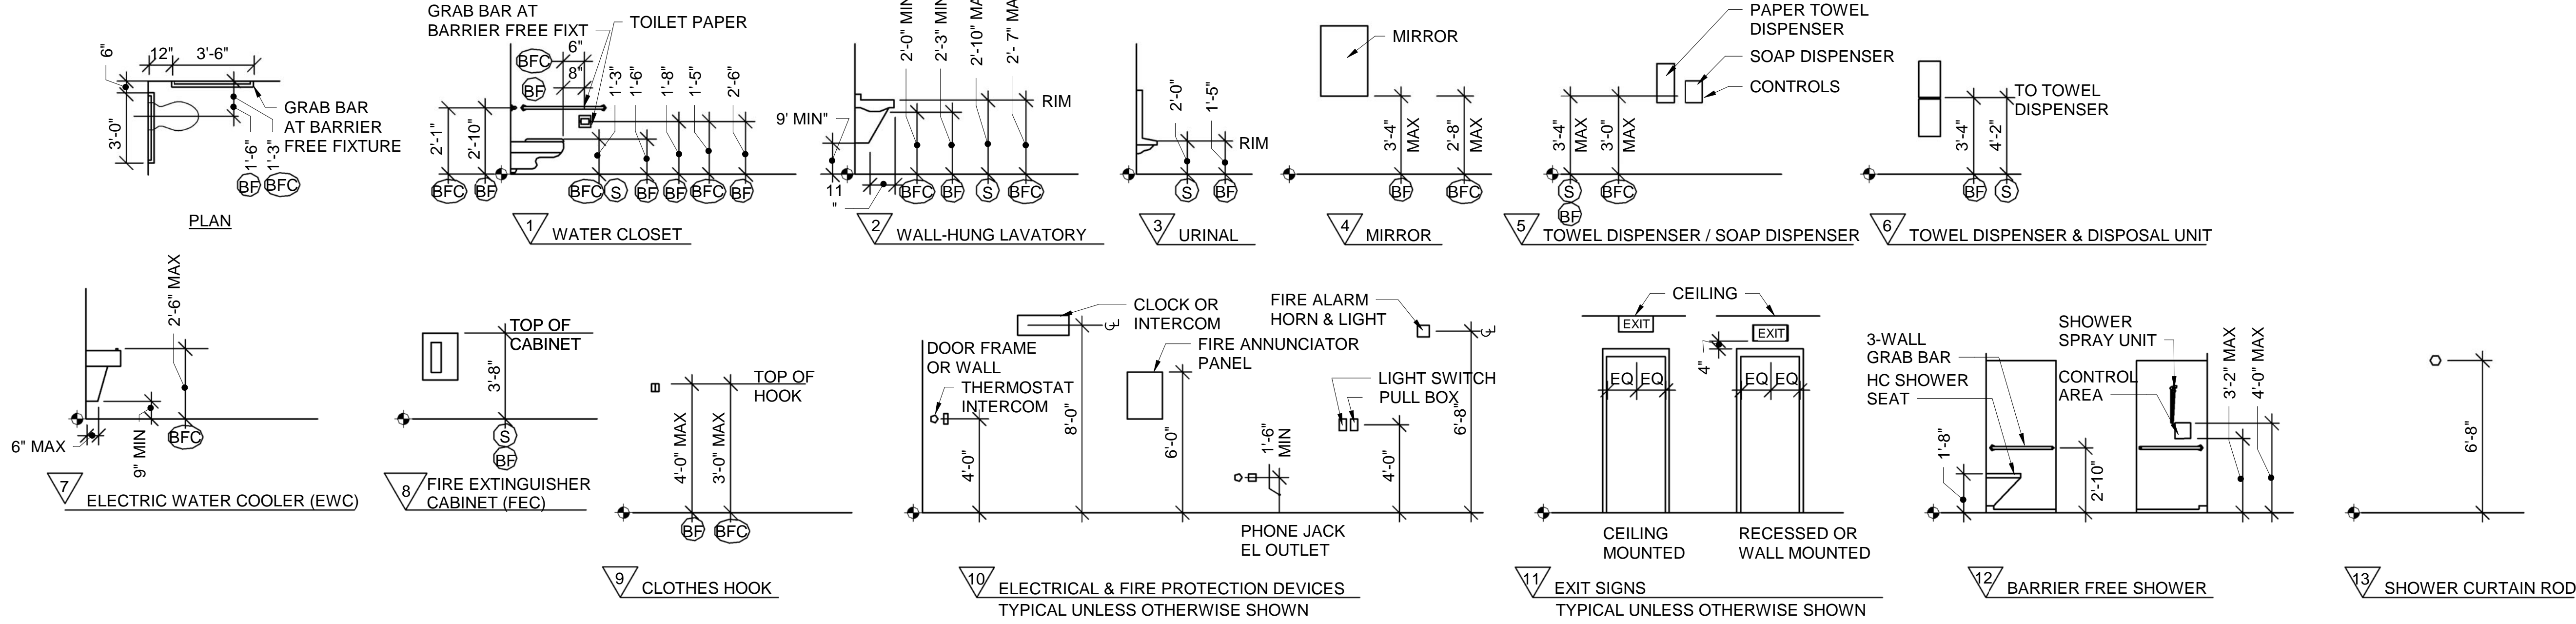 6"
12"
3'-6"
3'-0"
1'-6"
1'-3"
BF
BFC
GRAB BAR
AT BARRIER
FREE FIXTURE
PLAN
GRAB BAR AT
BARRIER FREE FIXT
TOILET PAPER
BFC
6"
BF
8"
2'-1"
2'-10"
1'-3"
1'-6"
1'-8"
1'-5"
2'-6"
BFC
BF
BFC
S
BF
BF
BFC
BF
1
WATER CLOSET
9' MIN"
11
"
2'-0" MIN
2'-3" MIN
2'-10" MA
2'- 7" MA
RIM
BFC
BF
S
BFC
2
WALL-HUNG LAVATORY
2'-0"
1'-5"
RIM
S
BF
3
URINAL
MIRROR
3'-4"
MAX
2'-8"
MAX
BF
BFC
4
MIRROR
PAPER TOWEL
DISPENSER
SOAP DISPENSER
CONTROLS
3'-4"
MAX
3'-0"
MAX
S
BFC
BF
5
TOWEL DISPENSER / SOAP DISPENSER
TO TOWEL
DISPENSER
3'-4"
4'-2"
BF
S
6
TOWEL DISPENSER & DISPOSAL UNIT
2'-6" MAX
6" MAX
9" MIN
BFC
7
ELECTRIC WATER COOLER (EWC)
TOP OF
CABINET
3'-8"
S
BF
8
FIRE EXTINGUISHER
CABINET (FEC)
TOP OF
HOOK
4'-0" MAX
3'-0" MAX
BF
BFC
9
CLOTHES HOOK
CLOCK OR
INTERCOM
DOOR FRAME
OR WALL
THERMOSTAT
INTERCOM
4'-0"
8'-0"
FIRE ANNUNCIATOR
PANEL
6'-0"
1'-6"
MIN
PHONE JACK
EL OUTLET
FIRE ALARM
HORN & LIGHT
LIGHT SWITCH
PULL BOX
4'-0"
6'-8"
10
ELECTRICAL & FIRE PROTECTION DEVICES
TYPICAL UNLESS OTHERWISE SHOWN
CEILING
EXIT
EXIT
4"
EQ
EQ
EQ
EQ
CEILING
MOUNTED
RECESSED OR
WALL MOUNTED
11
EXIT SIGNS
TYPICAL UNLESS OTHERWISE SHOWN
3-WALL
GRAB BAR
HC SHOWER
SEAT
1'-8"
2'-10"
SHOWER
SPRAY UNIT
CONTROL
AREA
3'-2" MAX
4'-0" MAX
12
BARRIER FREE SHOWER
6'-8"
13
SHOWER CURTAIN ROD